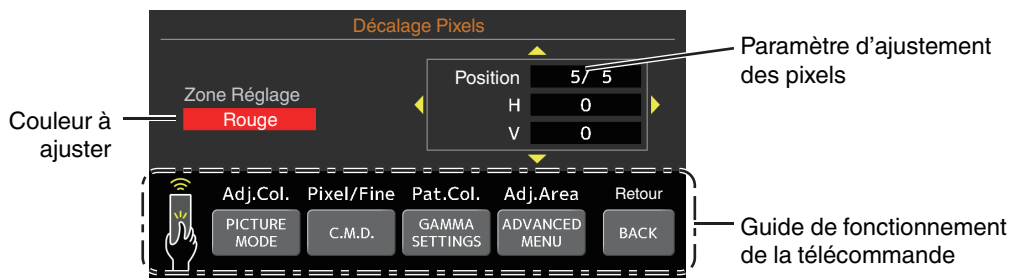 Décalage Pixels
Paramètre d'ajustement
des pixels
Position 5/ 5
H 0
V 0
Zone Réglage
Rouge
Couleur à
ajuster
Adj.Col. Pixel/Fine Pat.Col. Adj.Area Retour
PICTURE
MODE
C.M.D.
GAMMA
SETTINGS
ADVANCED
MENU
BACK
Guide de fonctionnement
de la télécommande